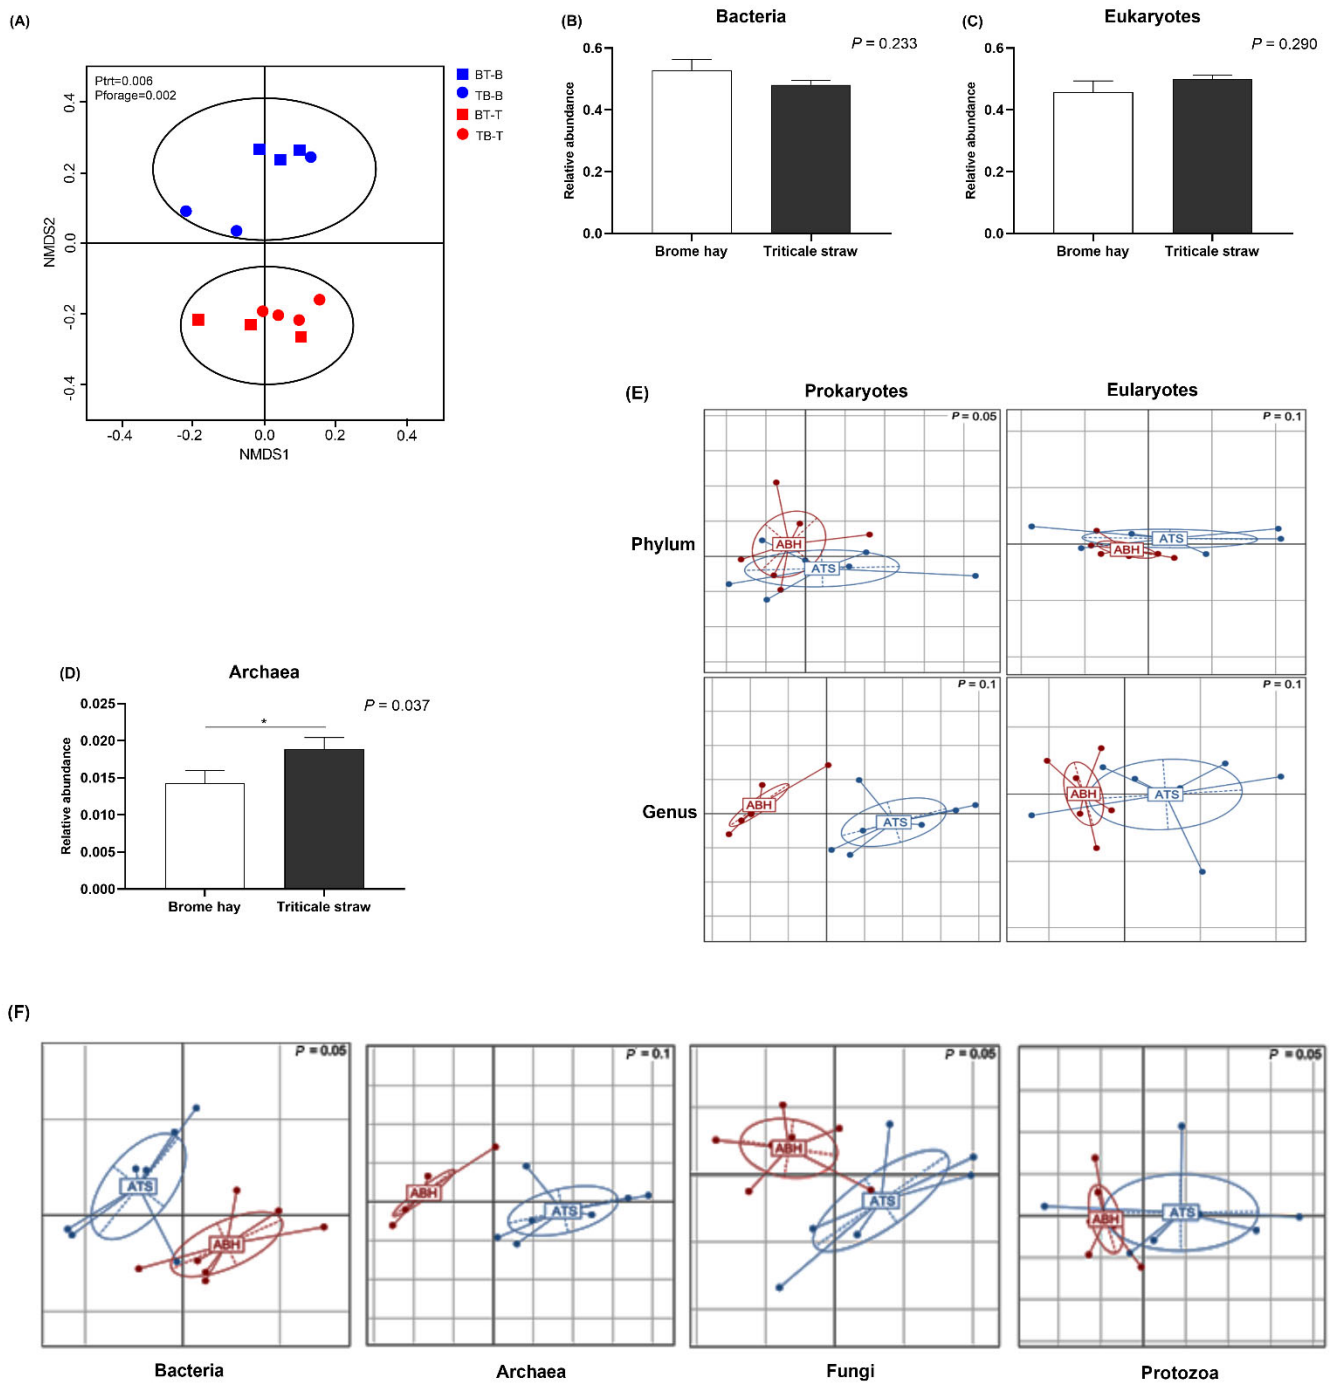 (A)
Ptrt=0.006
Pforage=0.002
BT-B
TB-B
BT-T
TB-T
0.4
0.2
0.0
-0.2
-0.4
NMDS2
-0.4
-0.2
0.0
0.2
0.4
NMDS1
(B)
Bacteria
P = 0.233
0.6
0.4
0.2
0.0
Relative abundance
Brome hay
Triticale straw
(C)
Eukaryotes
P = 0.290
0.6
0.4
0.2
0.0
Relative abundance
Brome hay
Triticale straw
(D)
Archaea
P = 0.037
*
0.025
0.020
0.015
0.010
0.005
0.000
Relative abundance
Brome hay
Triticale straw
(E)
Prokaryotes
Eularyotes
Phylum
P = 0.05
ABH
ATS
P = 0.1
ATS
ABH
Genus
P = 0.1
ABH
ATS
P = 0.1
ABH
ATS
(F)
P = 0.05
ATS
ABH
Bacteria
P = 0.1
ABH
ATS
Archaea
P = 0.05
ABH
ATS
Fungi
P = 0.05
ABH
ATS
Protozoa